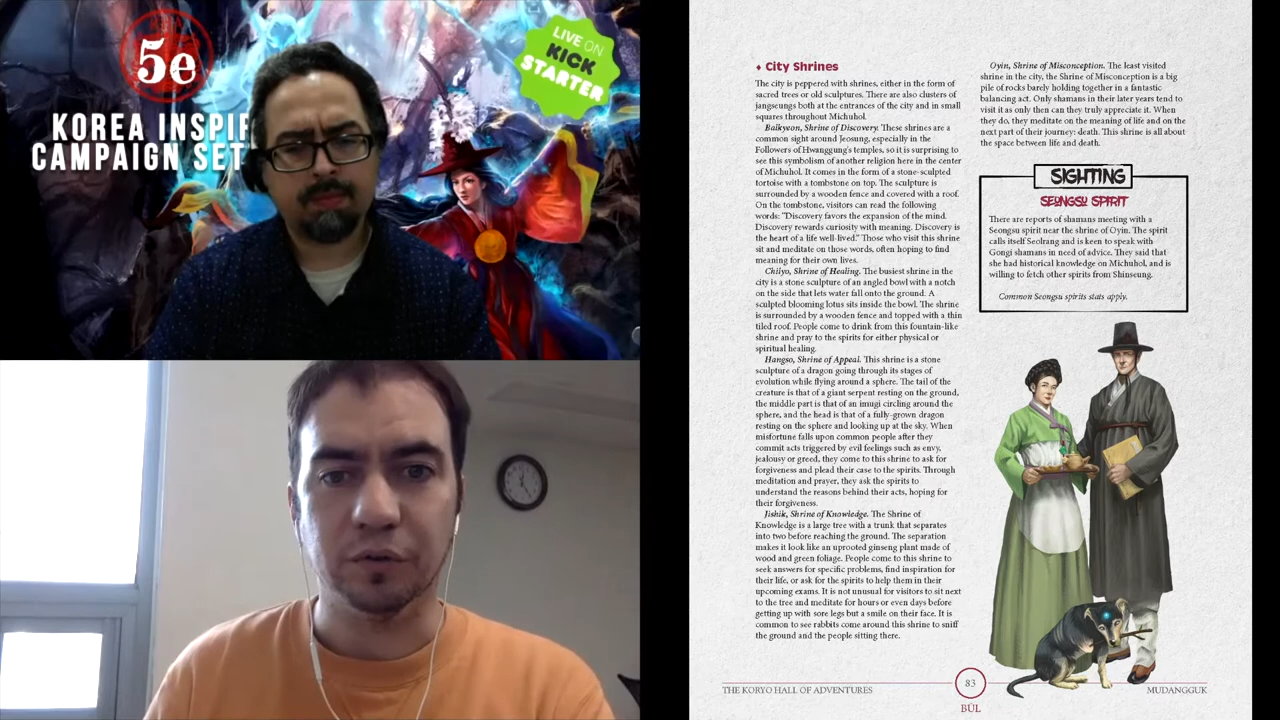 5e
LIVE ON
KICK
STARTER
KOREA INSPIR
CAMPAIGN SET
♦ City Shrines
The city is peppered with shrines, either in the form of
sacred trees or old sculptures. There are also clusters of
jangseungs both at the entrances of the city and in small
squares throughout Michuhol.
Baikyeon, Shrine of Discovery. These shrines are a
common sight around Jeosung, especially in the
Followers of Hwanggung's temples, so it is surprising to
see this symbolism of another religion here in the center
of Michuhol. It comes in the form of a stone-sculpted
tortoise with a tombstone on top. The sculpture is
surrounded by a wooden fence and covered with a roof.
On the tombstone, visitors can read the following
words: "Discovery favors the expansion of the mind.
Discovery rewards curiosity with meaning. Discovery is
the heart of a life well-lived." Those who visit this shrine
sit and meditate on those words, often hoping to find
meaning for their own lives.
Chilyo, Shrine of Healing. The busiest shrine in the
city is a stone sculpture of an angled bowl with a notch
on the side that lets water fall onto the ground. A
sculpted blooming lotus sits inside the bowl. The shrine
is surrounded by a wooden fence and topped with a thin
tiled roof. People come to drink from this fountain-like
shrine and pray to the spirits for either physical or
spiritual healing.
Hangso, Shrine of Appeal. This shrine is a stone
sculpture of a dragon going through its stages of
evolution while flying around a sphere. The tail of the
creature is that of a giant serpent resting on the ground,
the middle part is that of an imugi circling around the
sphere, and the head is that of a fully-grown dragon
resting on the sphere and looking up at the sky. When
misfortune falls upon common people after they
commit acts triggered by evil feelings such as envy,
jealousy or greed, they come to this shrine to ask for
forgiveness and plead their case to the spirits. Through
meditation and prayer, they ask the spirits to
understand the reasons behind their acts, hoping for
their forgiveness.
Jishik, Shrine of Knowledge. The Shrine of
Knowledge is a large tree with a trunk that separates
into two before reaching the ground. The separation
makes it look like an uprooted ginseng plant made of
wood and green foliage. People come to this shrine to
seek answers for specific problems, find inspiration for
their life, or ask for the spirits to help them in their
upcoming exams. It is not unusual for visitors to sit next
to the tree and meditate for hours or even days before
getting up with sore legs but a smile on their face. It is
common to see rabbits come around this shrine to sniff
the ground and the people sitting there.
Oyin, Shrine of Misconception. The least visited
shrine in the city, the Shrine of Misconception is a big
pile of rocks barely holding together in a fantastic
balancing act. Only shamans in their later years tend to
visit it as only then can they truly appreciate it. When
they do, they meditate on the meaning of life and on the
next part of their journey: death. This shrine is all about
the space between life and death.
SIGHTING
SEUNGSU SPIRIT
There are reports of shamans meeting with a
Seongsu spirit near the shrine of Oyin. The spirit
calls itself Seolrang and is keen to speak with
Gongi shamans in need of advice. They said that
she had historical knowledge on Michuhol, and is
willing to fetch other spirits from Shinseung.
Common Seongsu spirits stats apply.
THE KORYO HALL OF ADVENTURES
83
MUDANGGUK
BŪL